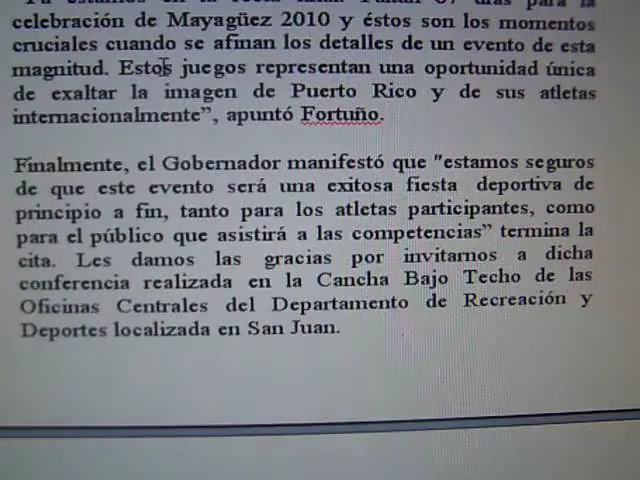 para la
celebración de Mayagüez 2010 y éstos son los momentos
cruciales cuando se afinan los detalles de un evento de esta
magnitud. Estos juegos representan una oportunidad única
de exaltar la imagen de Puerto Rico y de sus atletas
internacionalmente”, apuntó Fortuño.
Finalmente, el Gobernador manifestó que "estamos seguros
de que este evento será una exitosa fiesta deportiva de
principio a fin, tanto para los atletas participantes, como
para el público que asistirá a las competencias” termina la
cita. Les damos las gracias por invitarnos a dicha
conferencia realizada en la Cancha Bajo Techo de las
Oficinas Centrales del Departamento de Recreación y
Deportes localizada en San Juan.